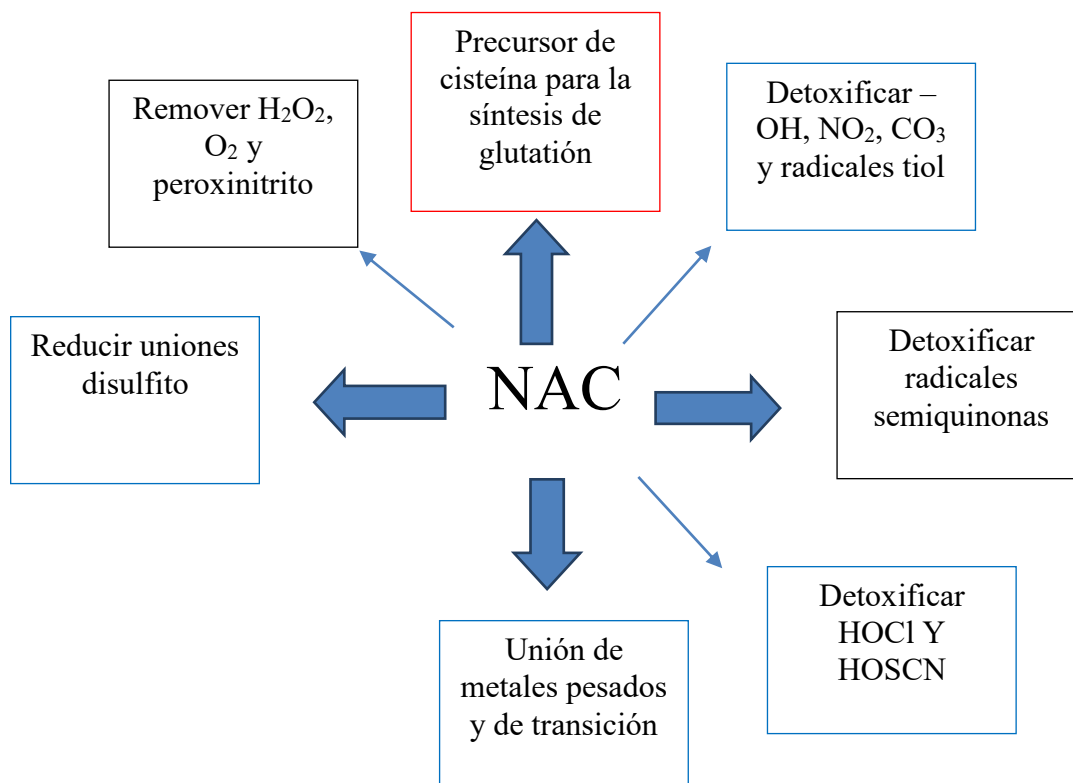 Precursor de
cisteína para la
síntesis de
glutatión
Remover H₂O₂,
O₂ y
peroxinitrito
Detoxificar –
OH, NO₂, CO₃
y radicales tiol
Reducir uniones
disulfito
NAC
Detoxificar
radicales
semiquinonas
Unión de
metales pesados
y de transición
Detoxificar
HOCl Y
HOSCN